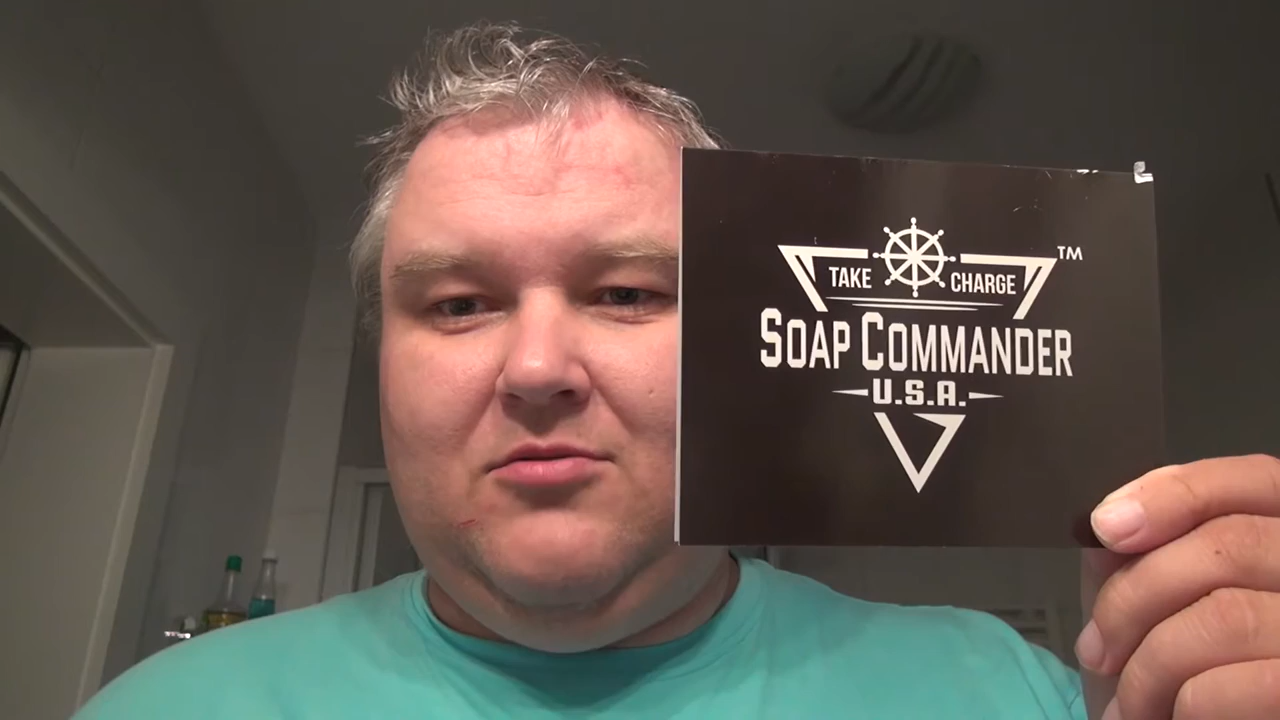 TAKE CHARGE ™
SOAP COMMANDER
U.S.A.